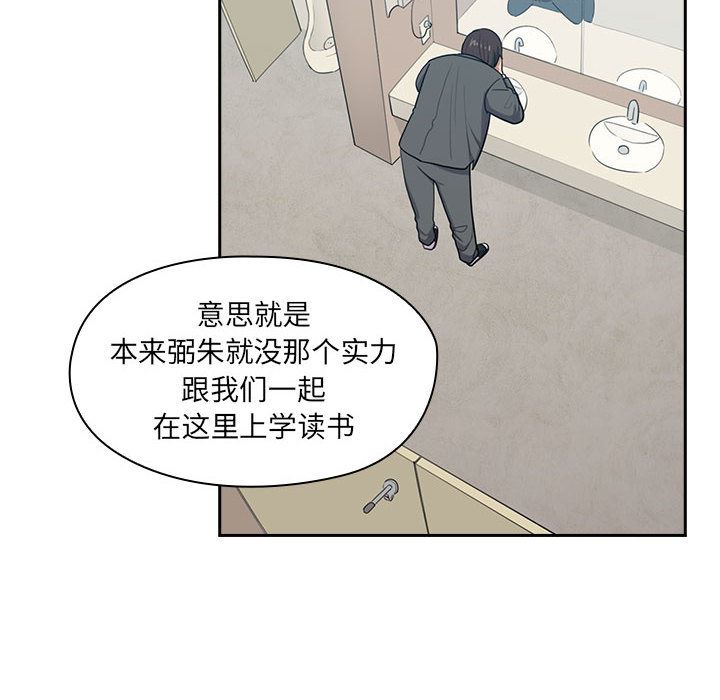 意思就是
本来弼朱就没那个实力
跟我们一起
在这里上学读书